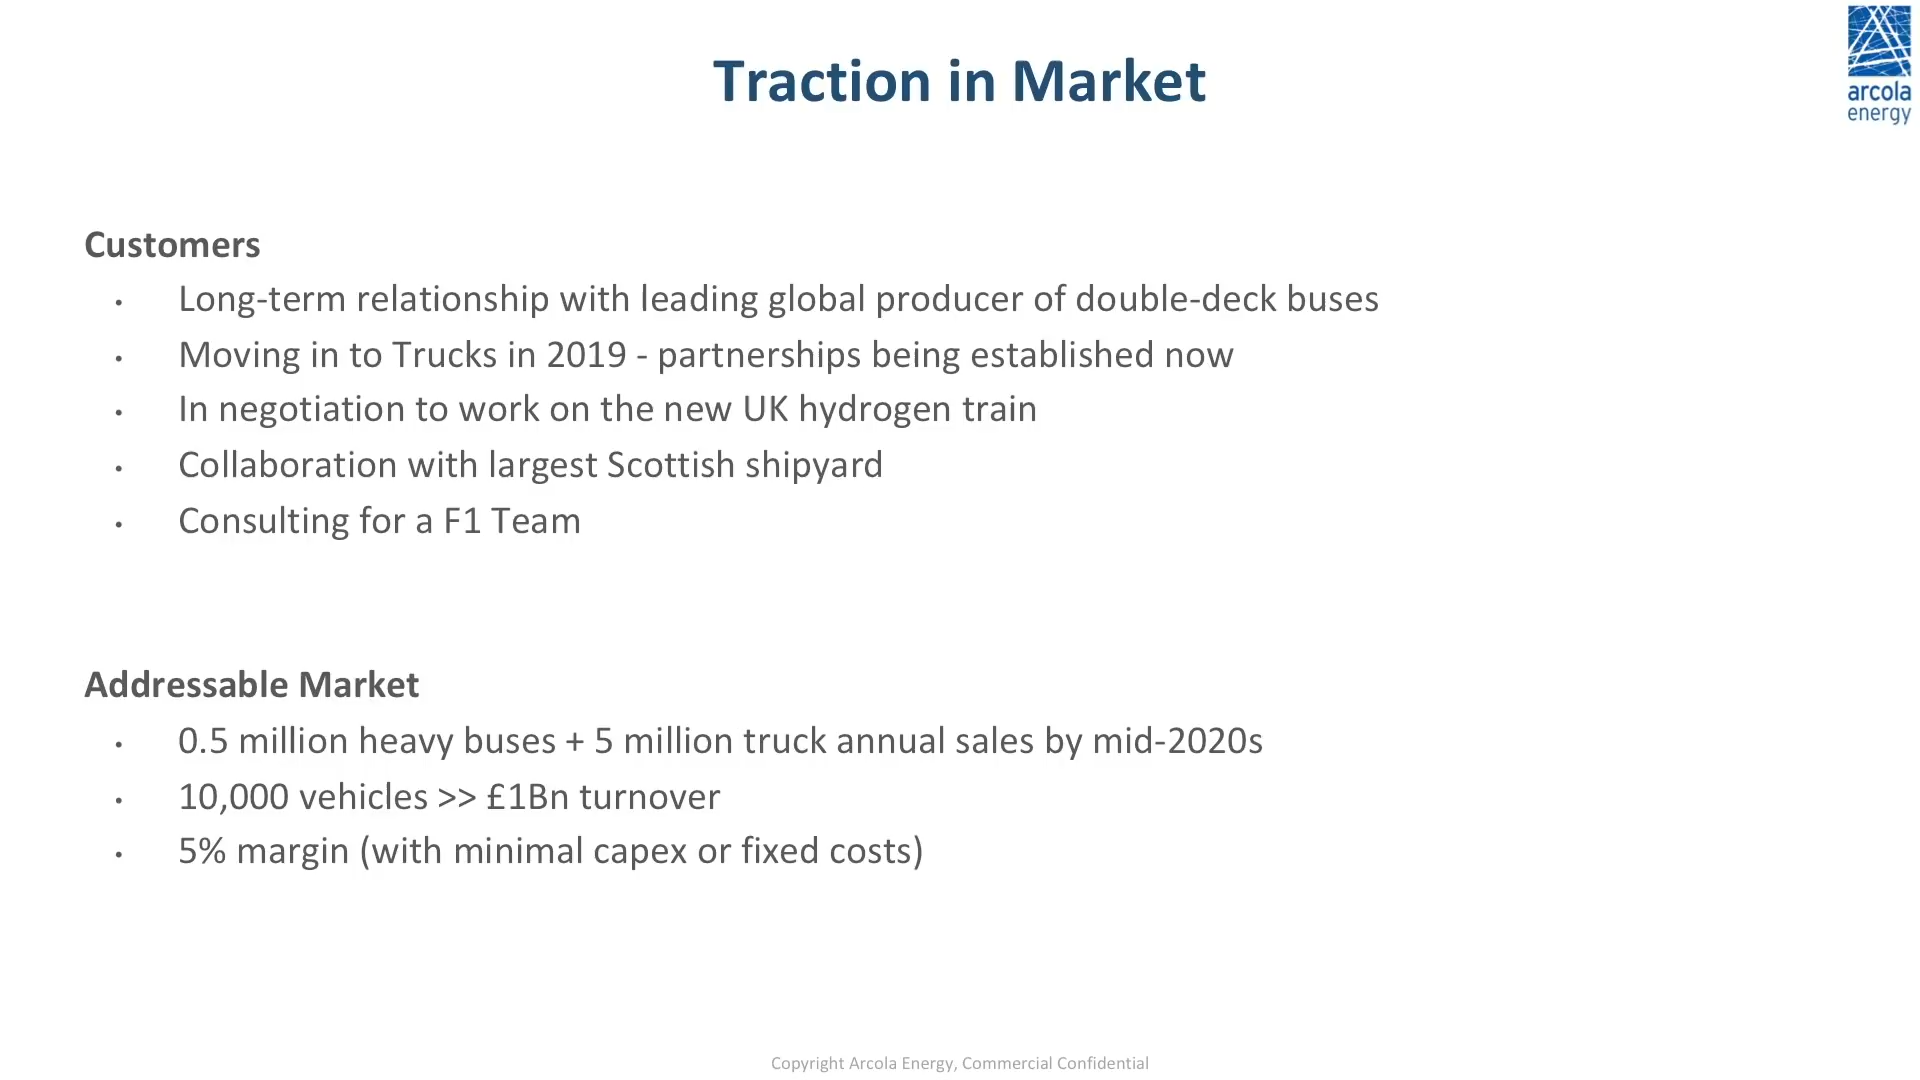 Traction in Market
arcola
energy
Customers
• Long-term relationship with leading global producer of double-deck buses
• Moving in to Trucks in 2019 - partnerships being established now
• In negotiation to work on the new UK hydrogen train
• Collaboration with largest Scottish shipyard
• Consulting for a F1 Team
Addressable Market
• 0.5 million heavy buses + 5 million truck annual sales by mid-2020s
• 10,000 vehicles >> £1Bn turnover
• 5% margin (with minimal capex or fixed costs)
Copyright Arcola Energy, Commercial Confidential